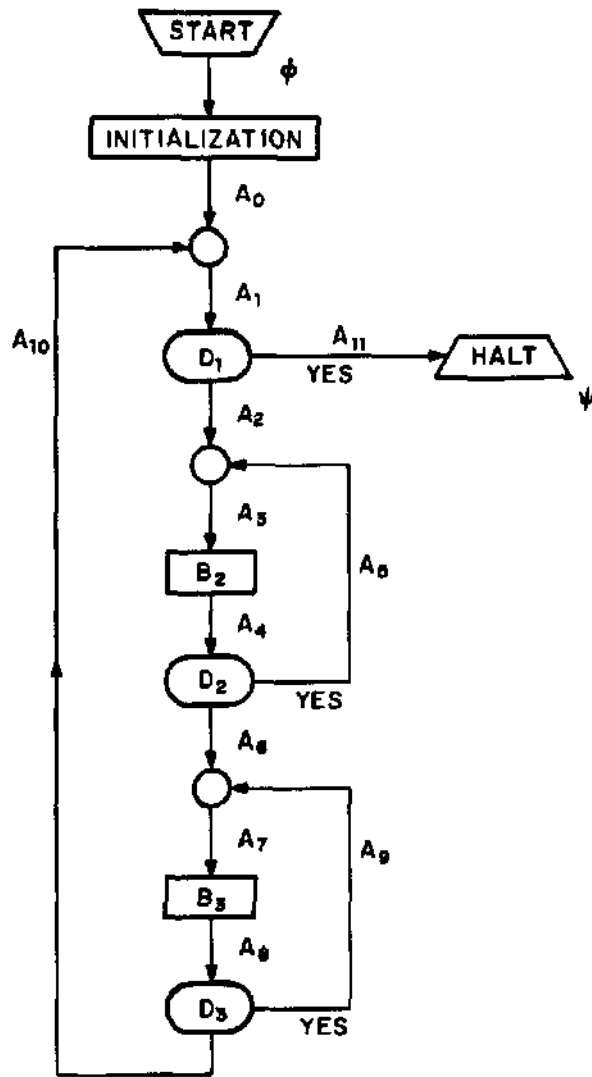 START
φ
INITIALIZATION
A₀
A₁
A₁₀
D₁
A₁₁
YES
HALT
ψ
A₂
A₃
A₅
B₂
A₄
D₂
YES
A₆
A₇
A₉
B₃
A₈
D₃
YES